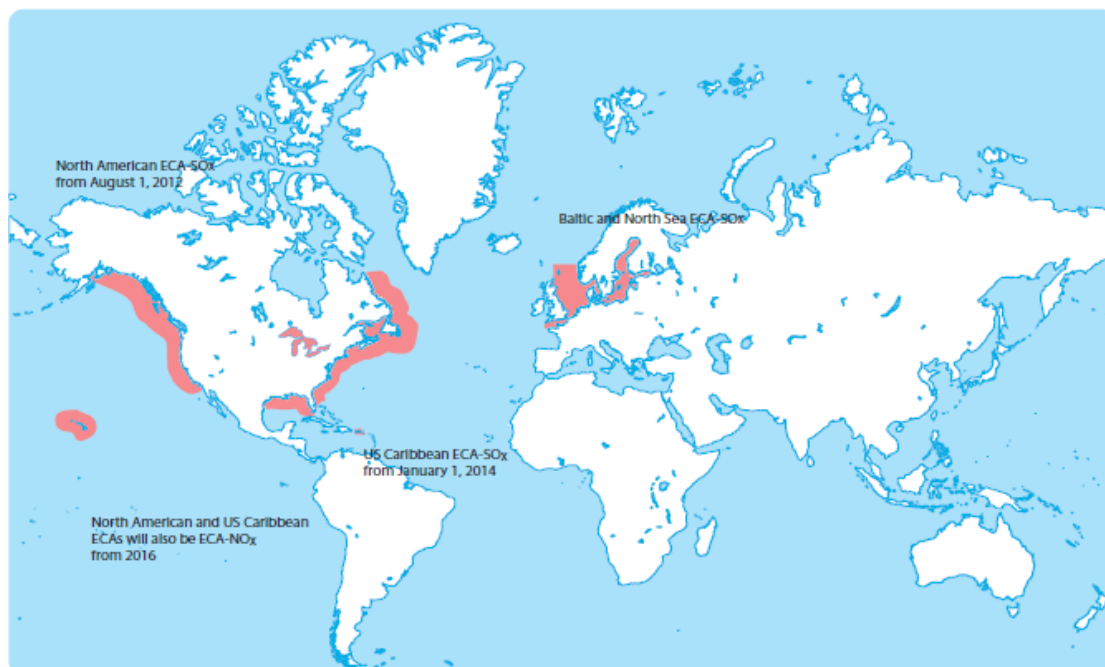 North American ECA-SOx
from August 1, 2012
Baltic and North Sea ECA-SOx
US Caribbean ECA-SOx
from January 1, 2014
North American and US Caribbean
ECAs will also be ECA-NOx
from 2016